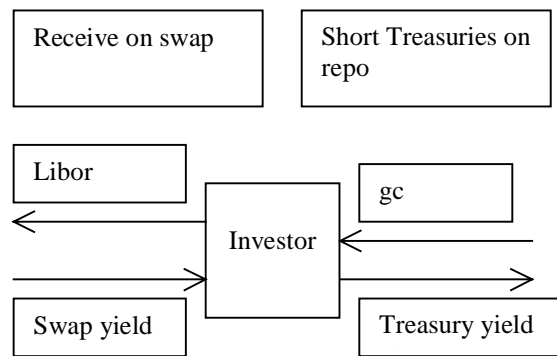 Receive on swap
Short Treasuries on
repo
Libor
gc
Investor
Swap yield
Treasury yield